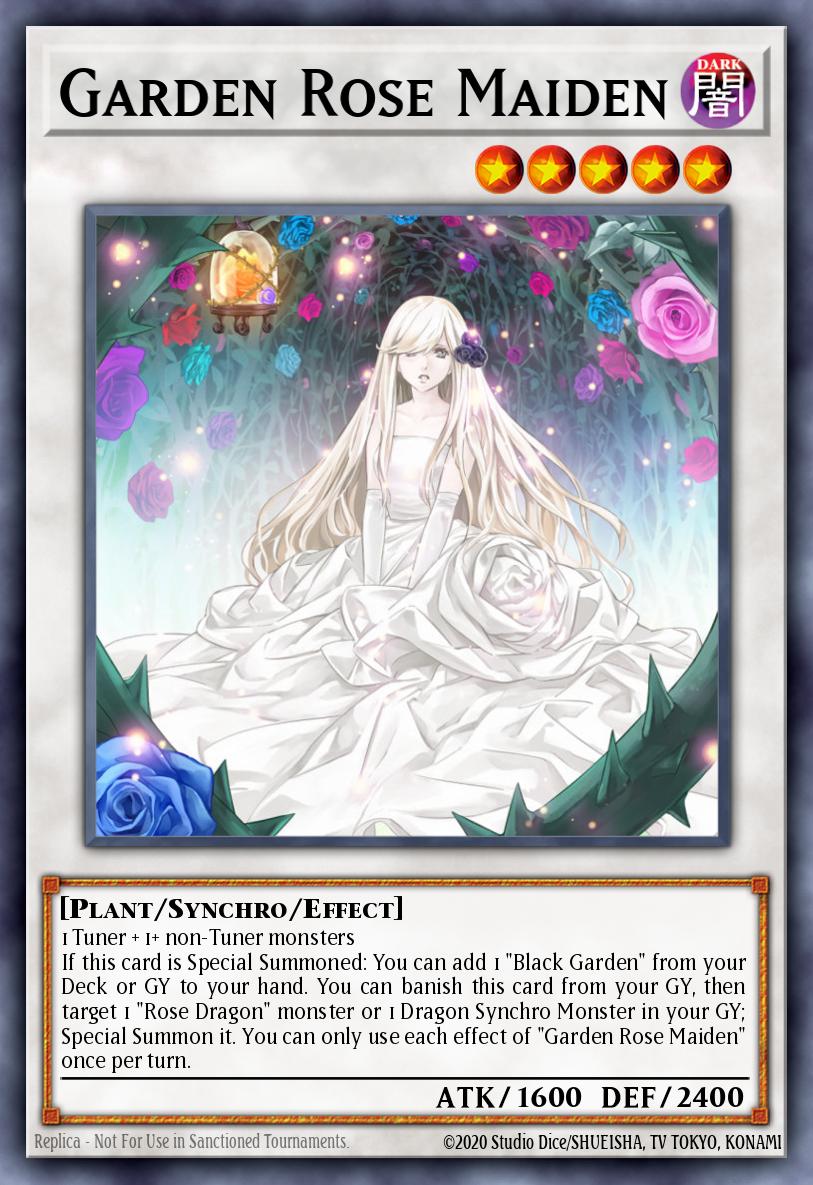 Garden Rose Maiden
DARK
闇
[Plant/Synchro/Effect]
1 Tuner + 1+ non-Tuner monsters
If this card is Special Summoned: You can add 1 "Black Garden" from your
Deck or GY to your hand. You can banish this card from your GY, then
target 1 "Rose Dragon" monster or 1 Dragon Synchro Monster in your GY;
Special Summon it. You can only use each effect of "Garden Rose Maiden"
once per turn.
ATK/1600 DEF/2400
Replica - Not For Use in Sanctioned Tournaments.
©2020 Studio Dice/SHUEISHA, TV TOKYO, KONAMI